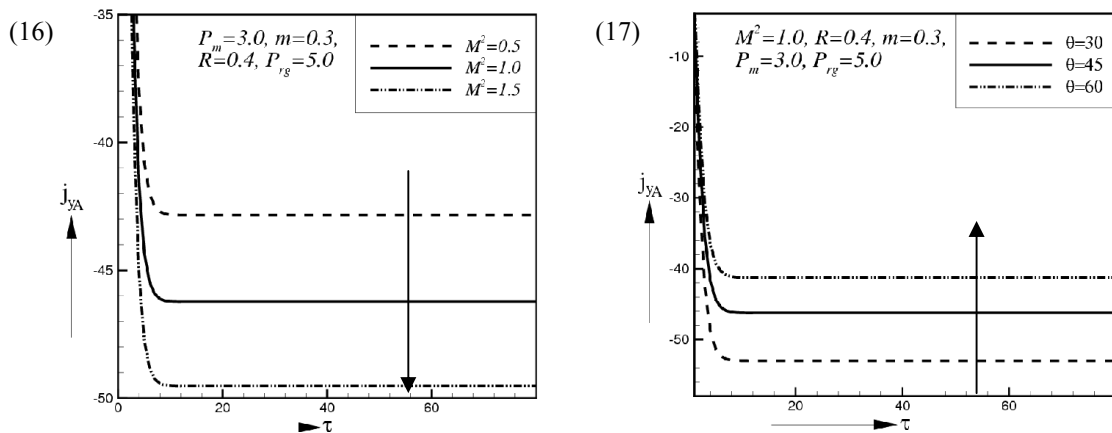 (16)
P_m=3.0, m=0.3,
R=0.4, P_rg=5.0
M²=0.5
M²=1.0
M²=1.5
-35
-40
-45
-50
j_yA
0
20
40
60
τ
(17)
M²=1.0, R=0.4, m=0.3,
P_m=3.0, P_rg=5.0
θ=30
θ=45
θ=60
-4
-10
-20
-30
-40
-50
j_yA
20
40
60
τ